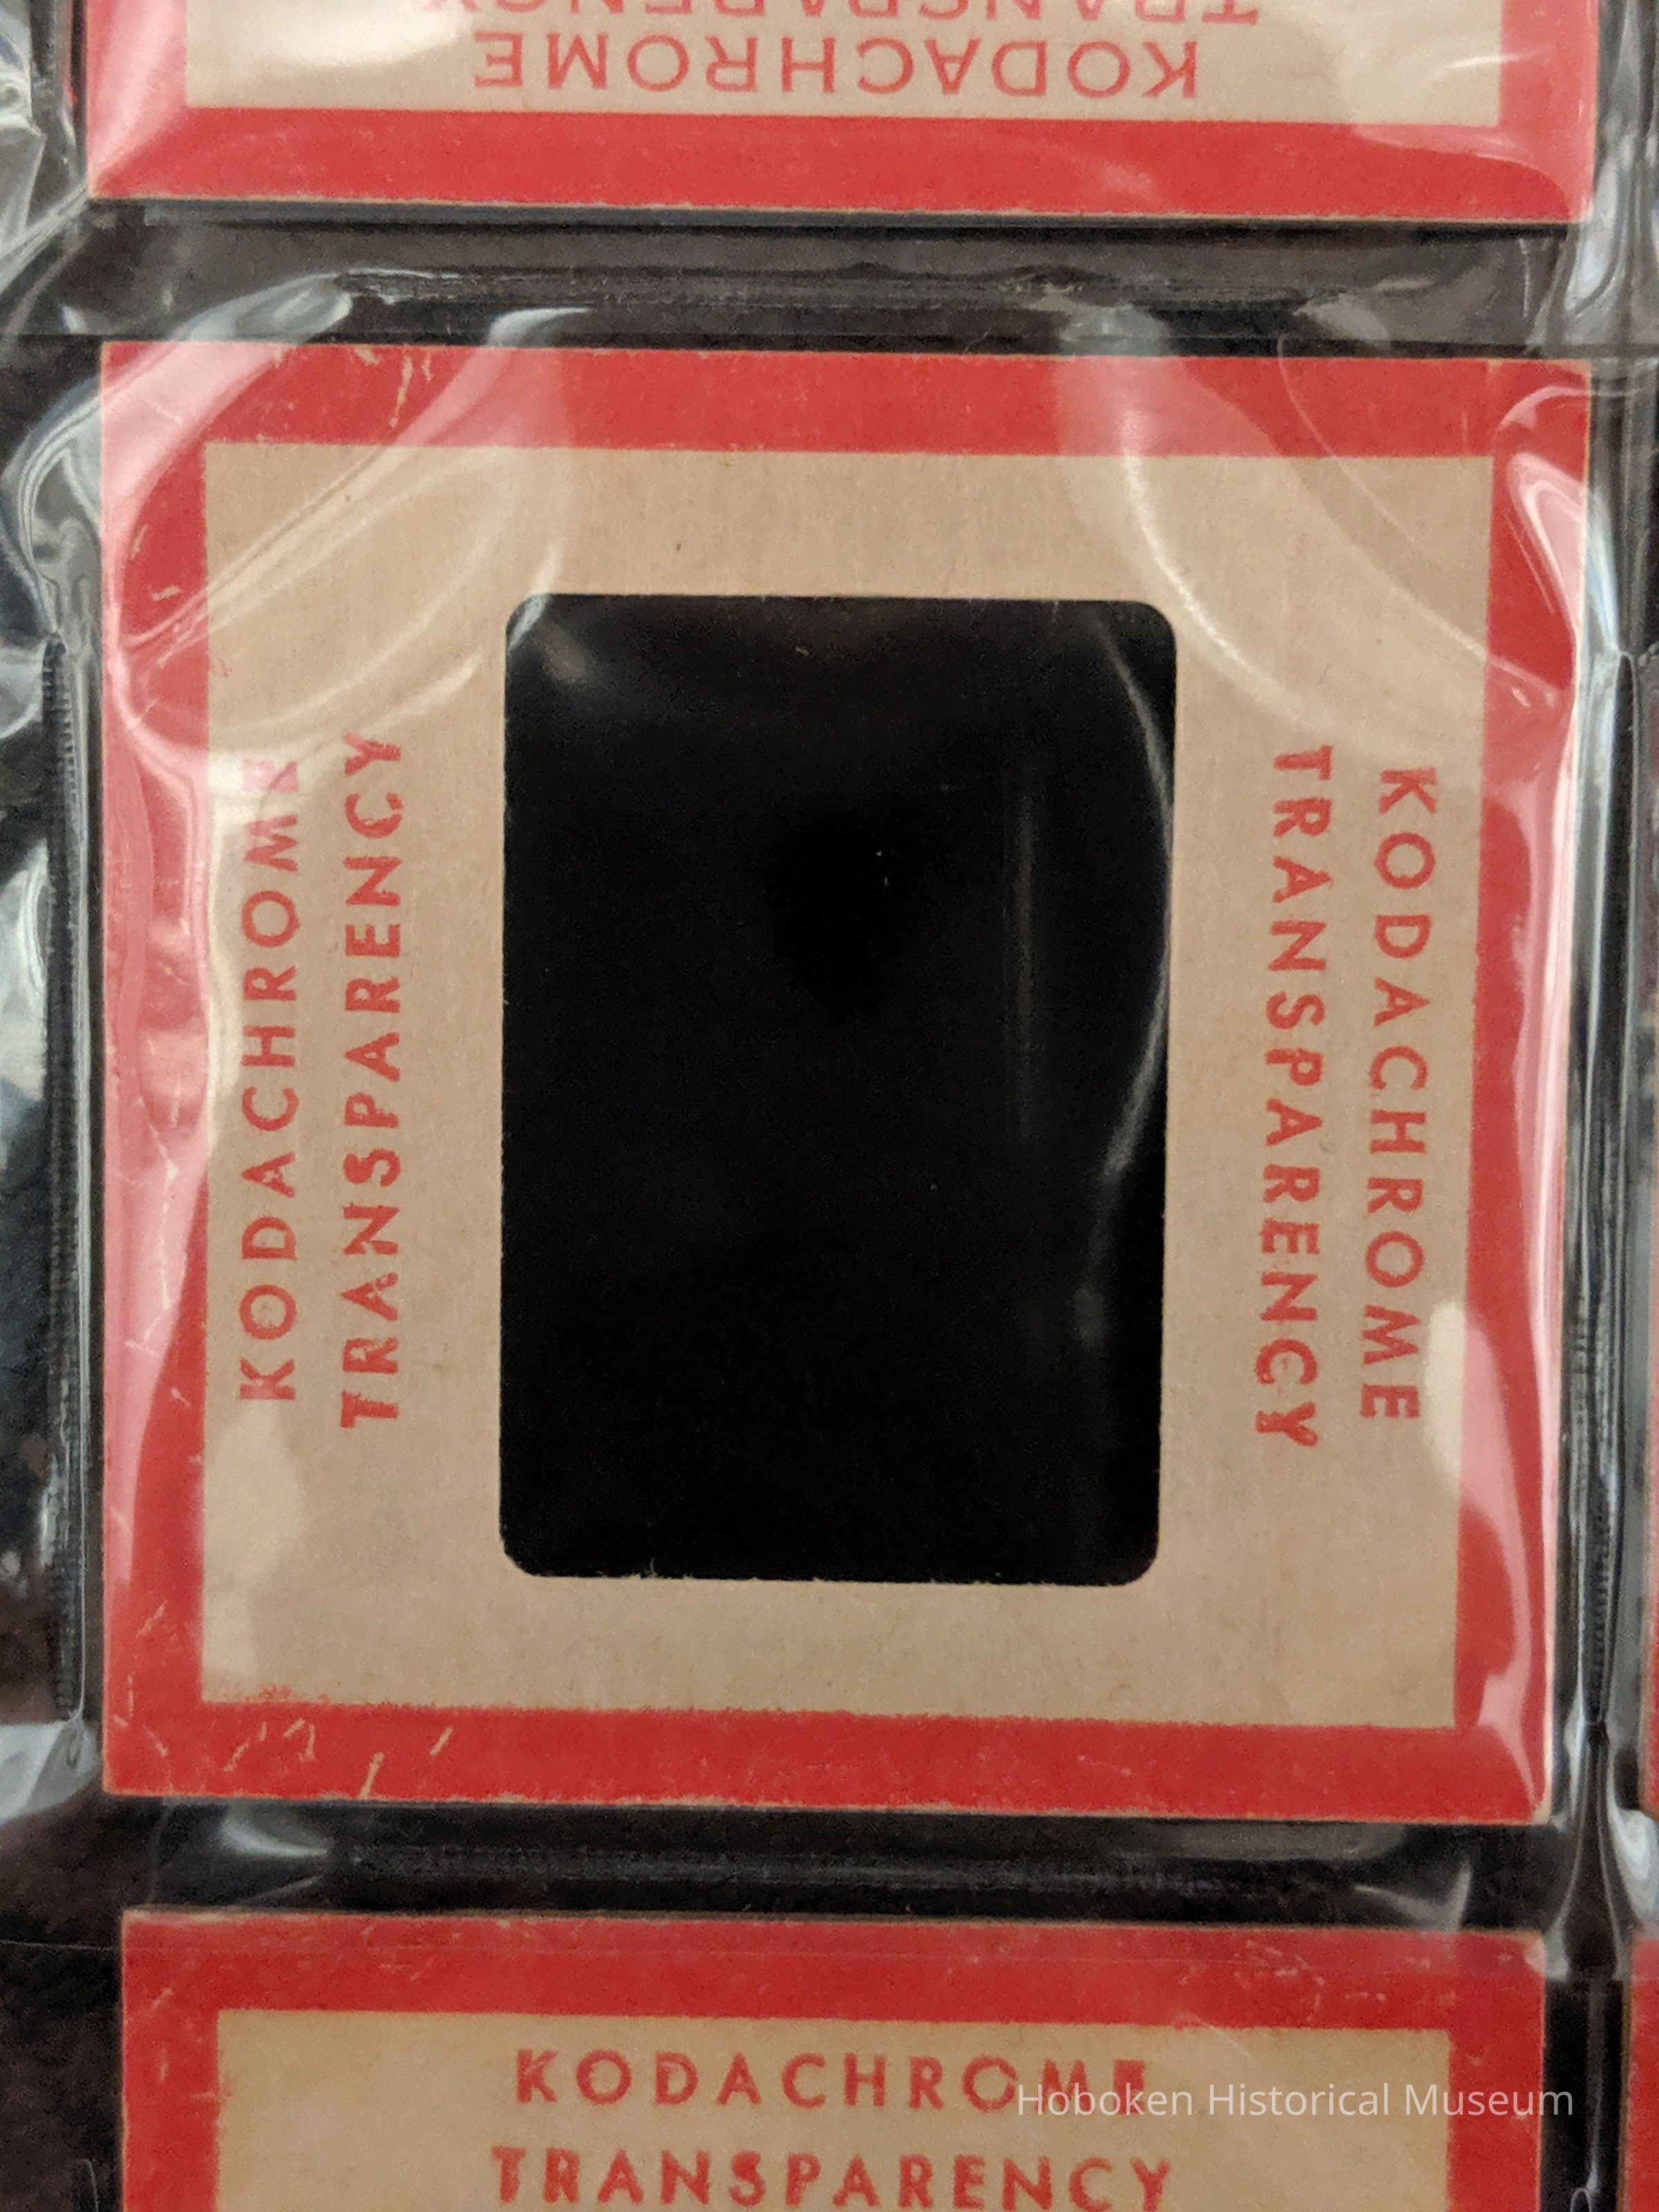 TRANSPARENCY
KODACHROME
KODACHROME
TRANSPARENCY
KODACHROME
TRANSPARENCY
KODACHROME
TRANSPARENCY
Hoboken Historical Museum